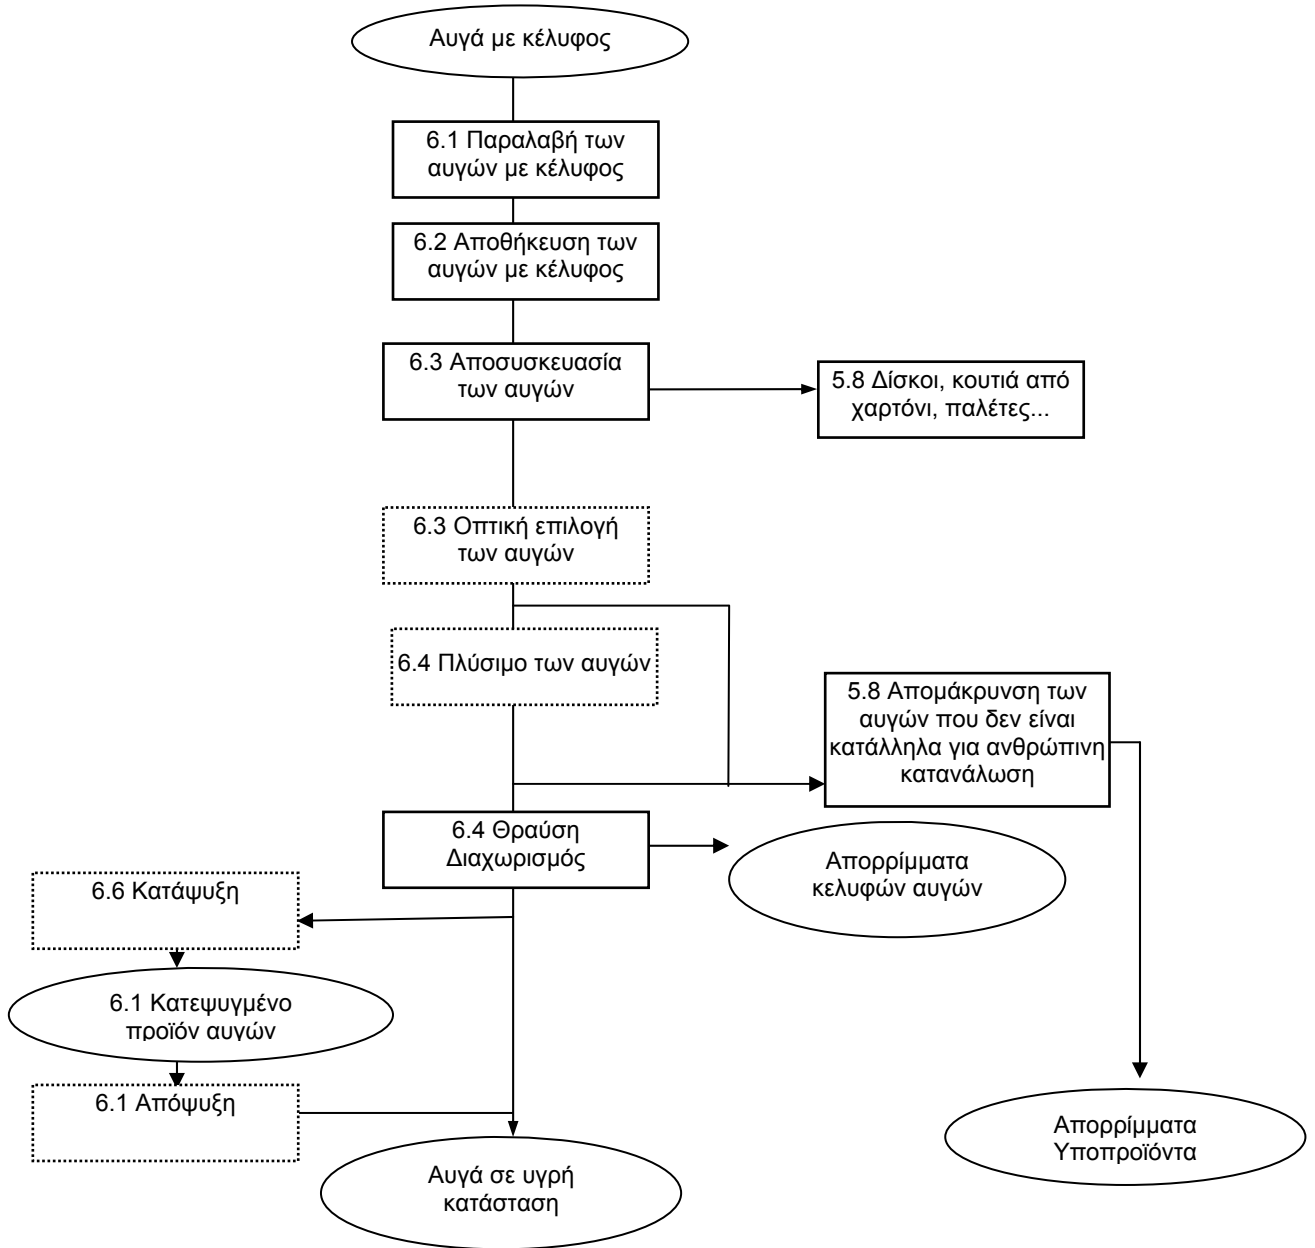 Αυγά με κέλυφος
6.1 Παραλαβή των
αυγών με κέλυφος
6.2 Αποθήκευση των
αυγών με κέλυφος
6.3 Αποσυσκευασία
των αυγών
5.8 Δίσκοι, κουτιά από
χαρτόνι, παλέτες...
6.3 Οπτική επιλογή
των αυγών
6.4 Πλύσιμο των αυγών
5.8 Απομάκρυνση των
αυγών που δεν είναι
κατάλληλα για ανθρώπινη
κατανάλωση
6.4 Θραύση
Διαχωρισμός
Απορρίμματα
κελυφών αυγών
6.6 Κατάψυξη
6.1 Κατεψυγμένο
προϊόν αυγών
6.1 Απόψυξη
Απορρίμματα
Υποπροϊόντα
Αυγά σε υγρή
κατάσταση